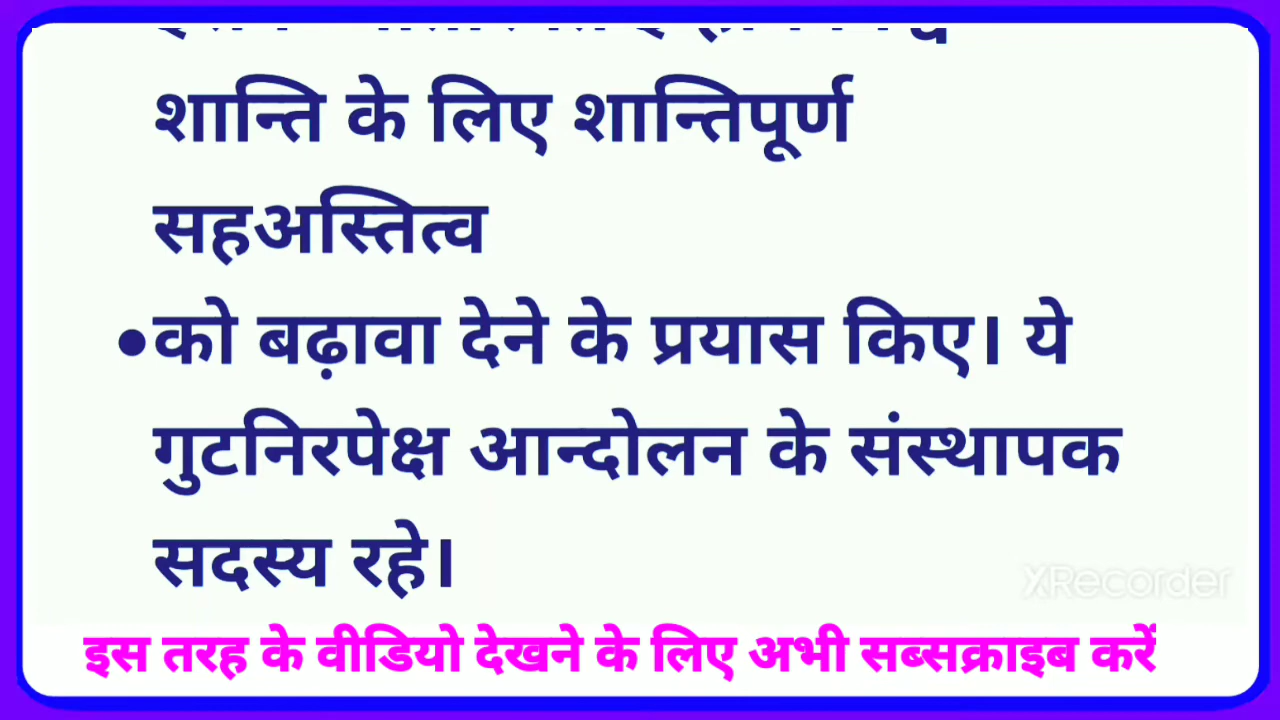 शान्ति के लिए शान्तिपूर्ण
सहअस्तित्व
•को बढ़ावा देने के प्रयास किए। ये
गुटनिरपेक्ष आन्दोलन के संस्थापक
सदस्य रहे।
XRecorder
इस तरह के वीडियो देखने के लिए अभी सब्सक्राइब करें